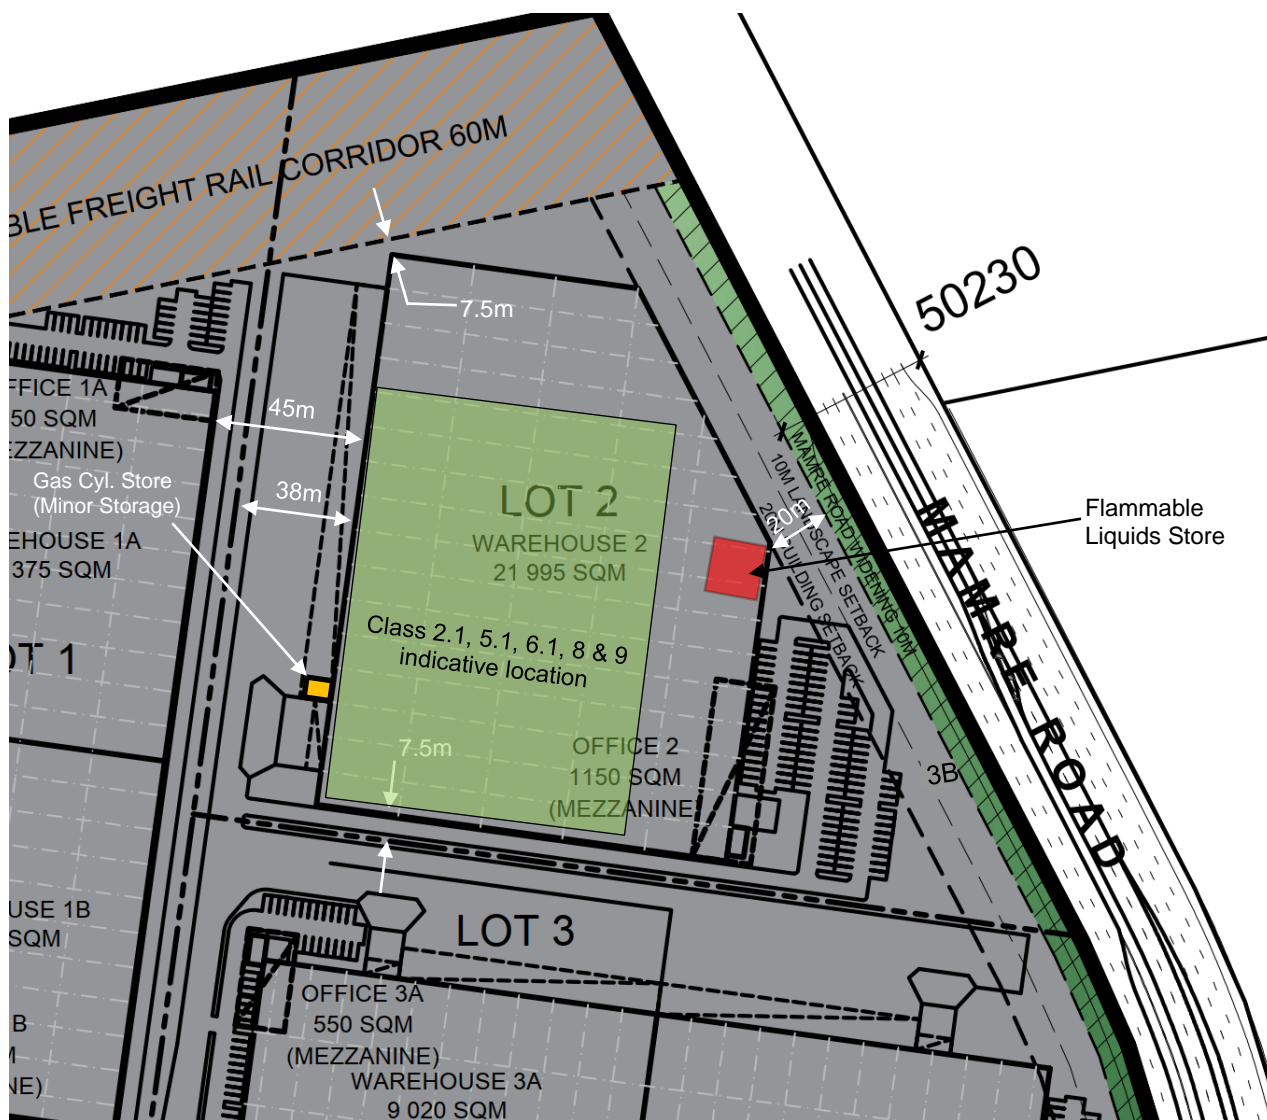 BLE FREIGHT RAIL CORRIDOR 60M
50230
7.5m
FFICE 1A
50 SQM
EZZANINE)
45m
Gas Cyl. Store
(Minor Storage)
38m
EHOUSE 1A
375 SQM
OT 1
LOT 2
WAREHOUSE 2
21 995 SQM
Class 2.1, 5.1, 6.1, 8 & 9
indicative location
20m
MAMRE ROAD WIDENING 10M
10M LANDSCAPE SETBACK
BUILDING SETBACK
Flammable
Liquids Store
MAMRE ROAD
7.5m
OFFICE 2
1150 SQM
(MEZZANINE
3B
USE 1B
SQM
LOT 3
OFFICE 3A
550 SQM
(MEZZANINE)
WAREHOUSE 3A
9 020 SQM
B
NE)